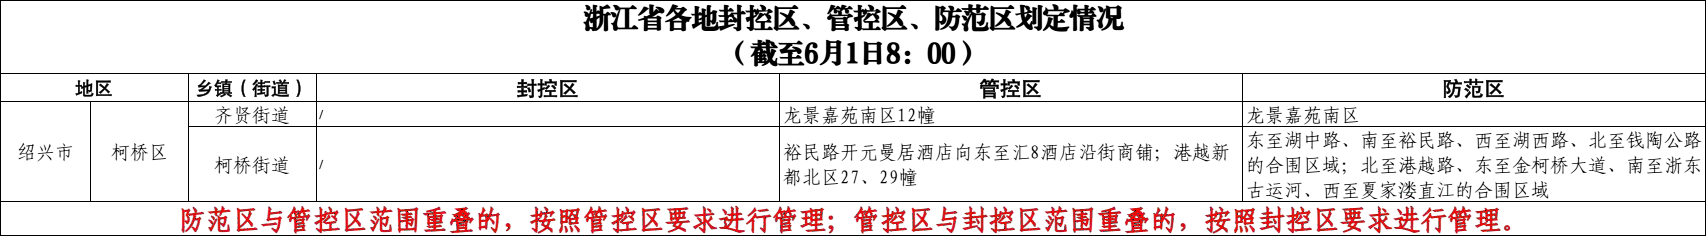 浙江省各地封控区、管控区、防范区划定情况
（截至6月1日8：00）
地区 乡镇（街道） 封控区 管控区 防范区
绍兴市 柯桥区 齐贤街道 / 龙景嘉苑南区12幢 龙景嘉苑南区
柯桥街道 / 裕民路开元曼居酒店向东至汇8酒店沿街商铺；港越新
都北区27、29幢
东至湖中路、南至裕民路、西至湖西路、北至钱陶公路
的合围区域；北至港越路、东至金柯桥大道、南至浙东
古运河、西至夏家溇直江的合围区域
防范区与管控区范围重叠的，按照管控区要求进行管理；管控区与封控区范围重叠的，按照封控区要求进行管理。